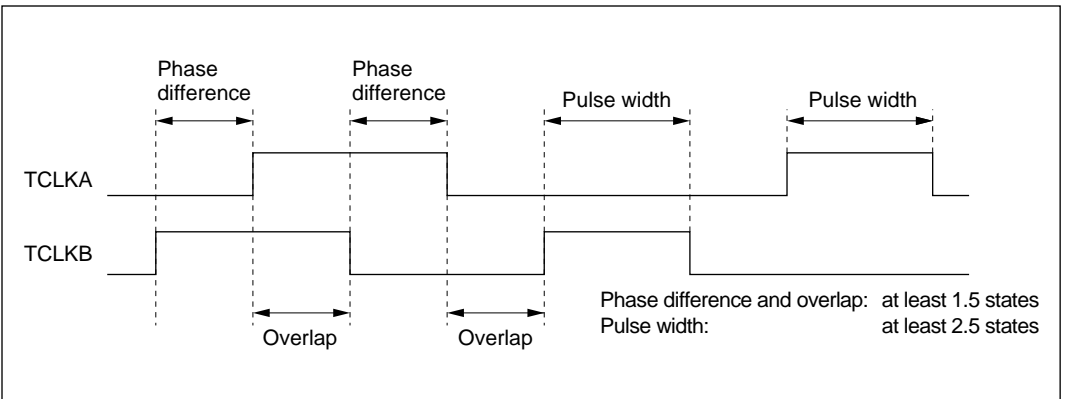 Phase
difference
Phase
difference
Pulse width
Pulse width
TCLKA
TCLKB
Phase difference and overlap: at least 1.5 states
Pulse width: at least 2.5 states
Overlap
Overlap